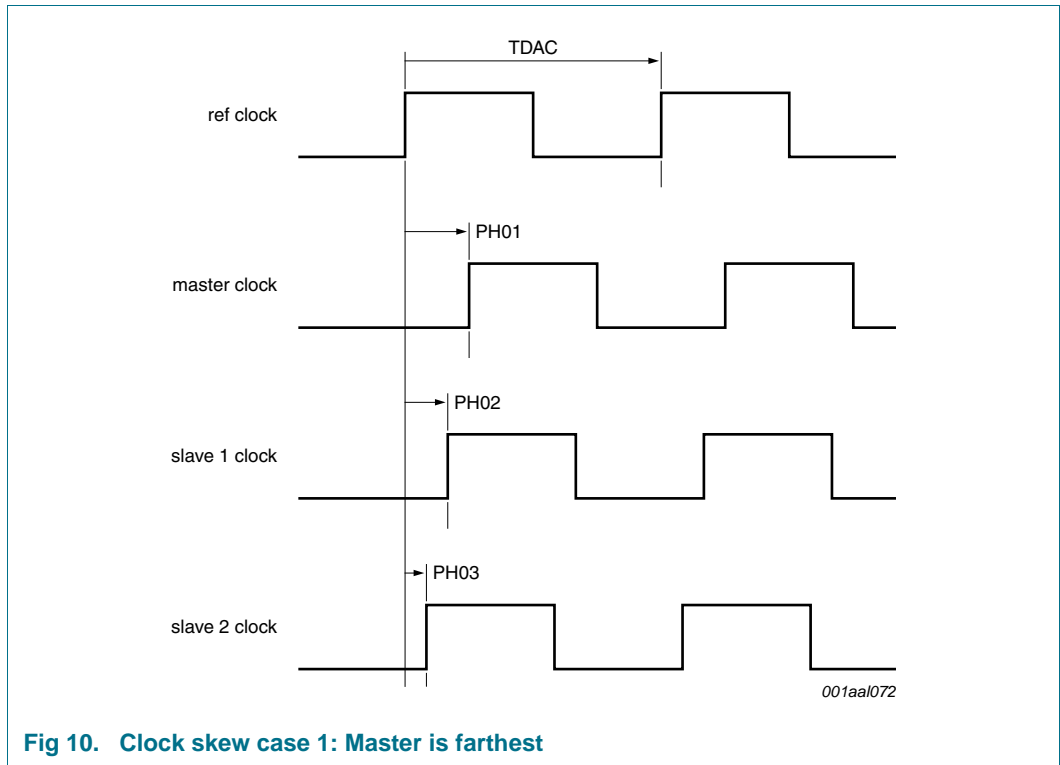 TDAC
ref clock
PH01
master clock
PH02
slave 1 clock
PH03
slave 2 clock
001aal072
Fig 10. Clock skew case 1: Master is farthest